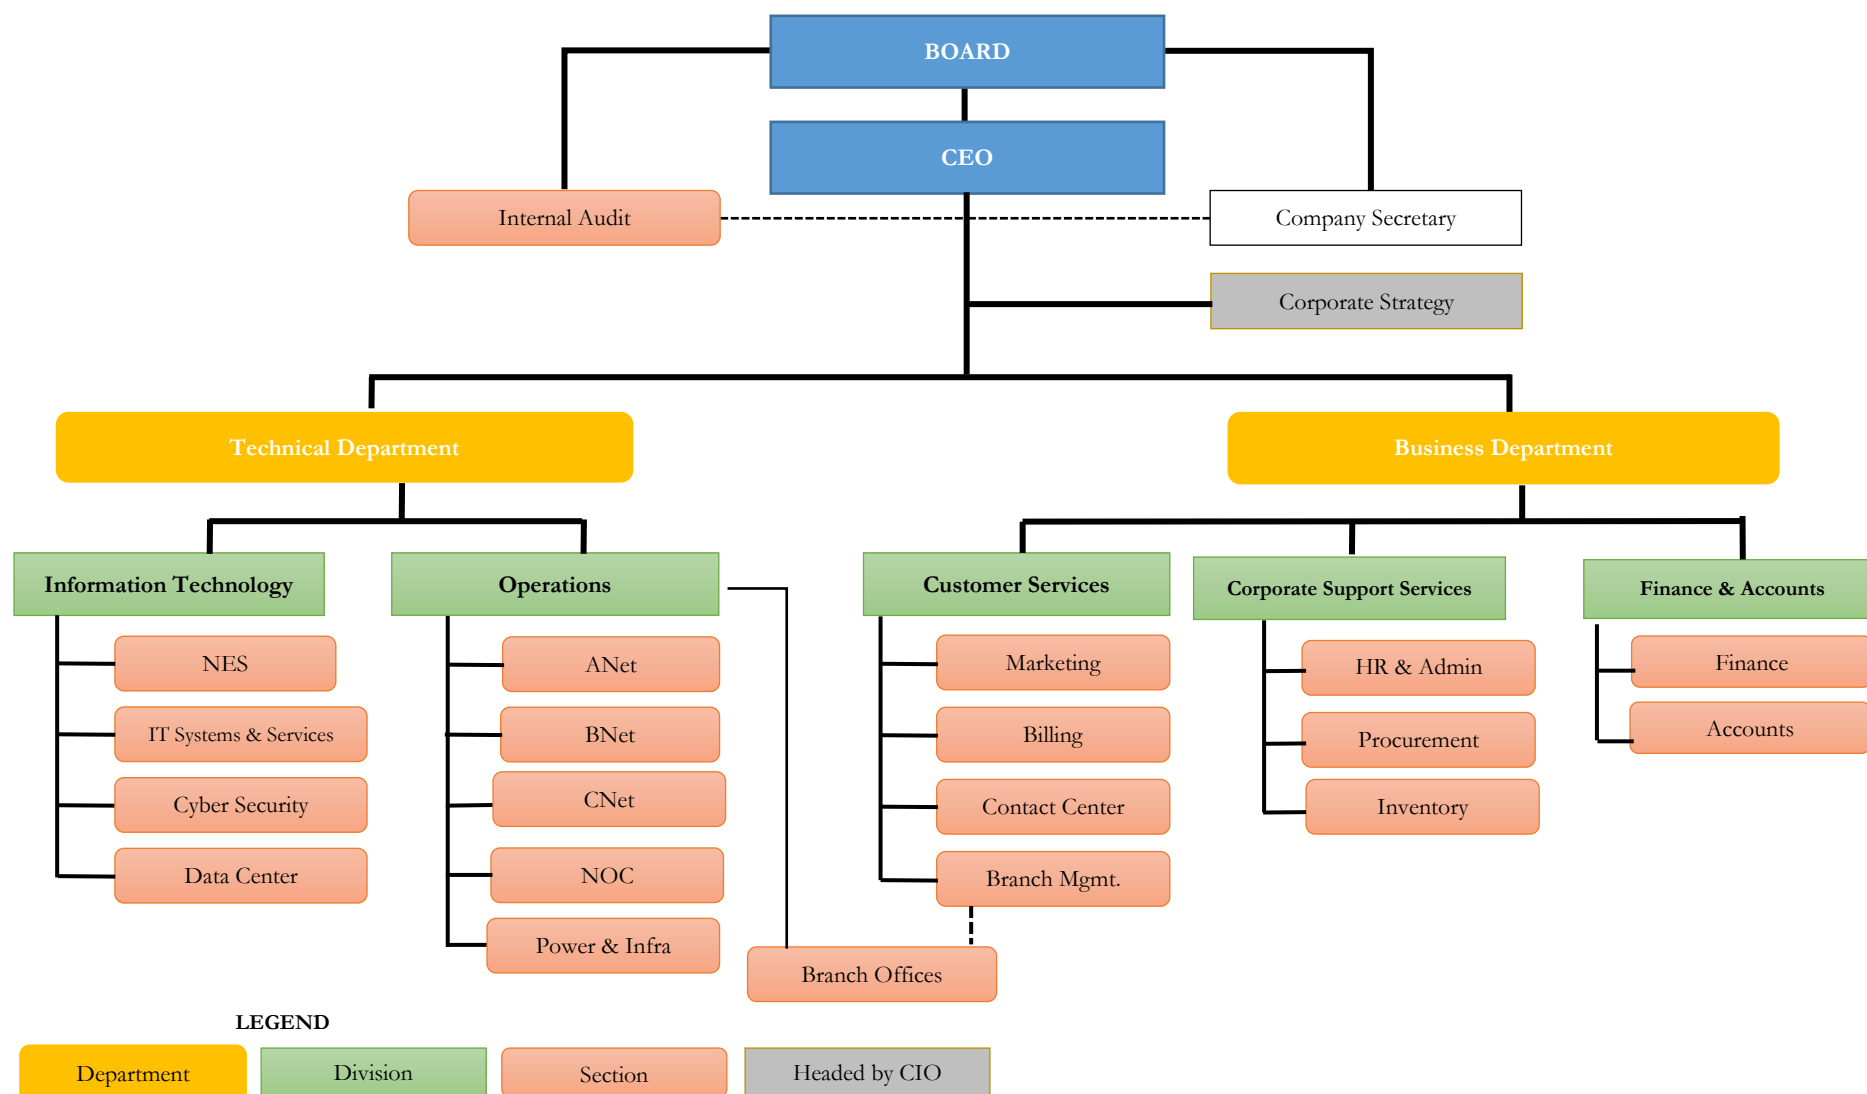 BOARD
CEO
Internal Audit
Company Secretary
Corporate Strategy
Technical Department
Business Department
Information Technology
Operations
Customer Services
Corporate Support Services
Finance & Accounts
NES
IT Systems & Services
Cyber Security
Data Center
ANet
BNet
CNet
NOC
Power & Infra
Marketing
Billing
Contact Center
Branch Mgmt.
Branch Offices
HR & Admin
Procurement
Inventory
Finance
Accounts
LEGEND
Department
Division
Section
Headed by CIO